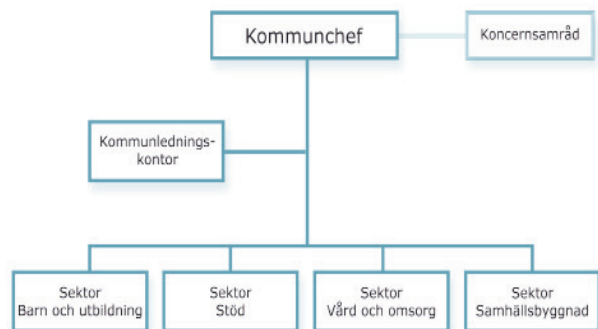 Kommunchef
Koncernsamråd
Kommunlednings-
kontor
Sektor
Barn och utbildning
Sektor
Stöd
Sektor
Vård och omsorg
Sektor
Samhällsbyggnad